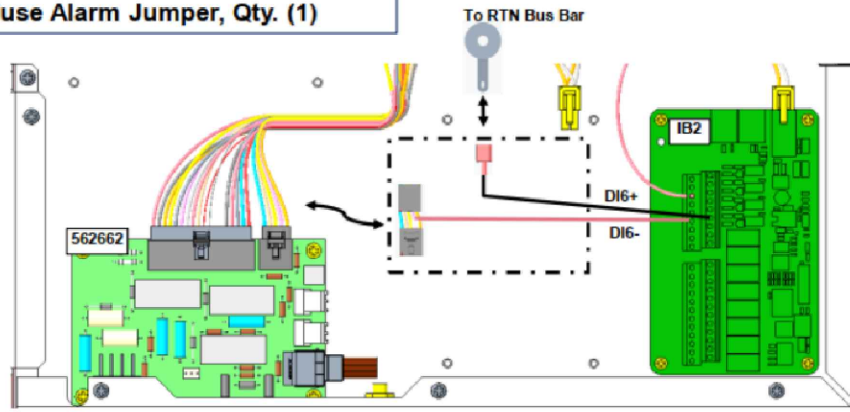 use Alarm Jumper, Qty. (1)
To RTN Bus Bar
IB2
DI6+
562662
DI6-